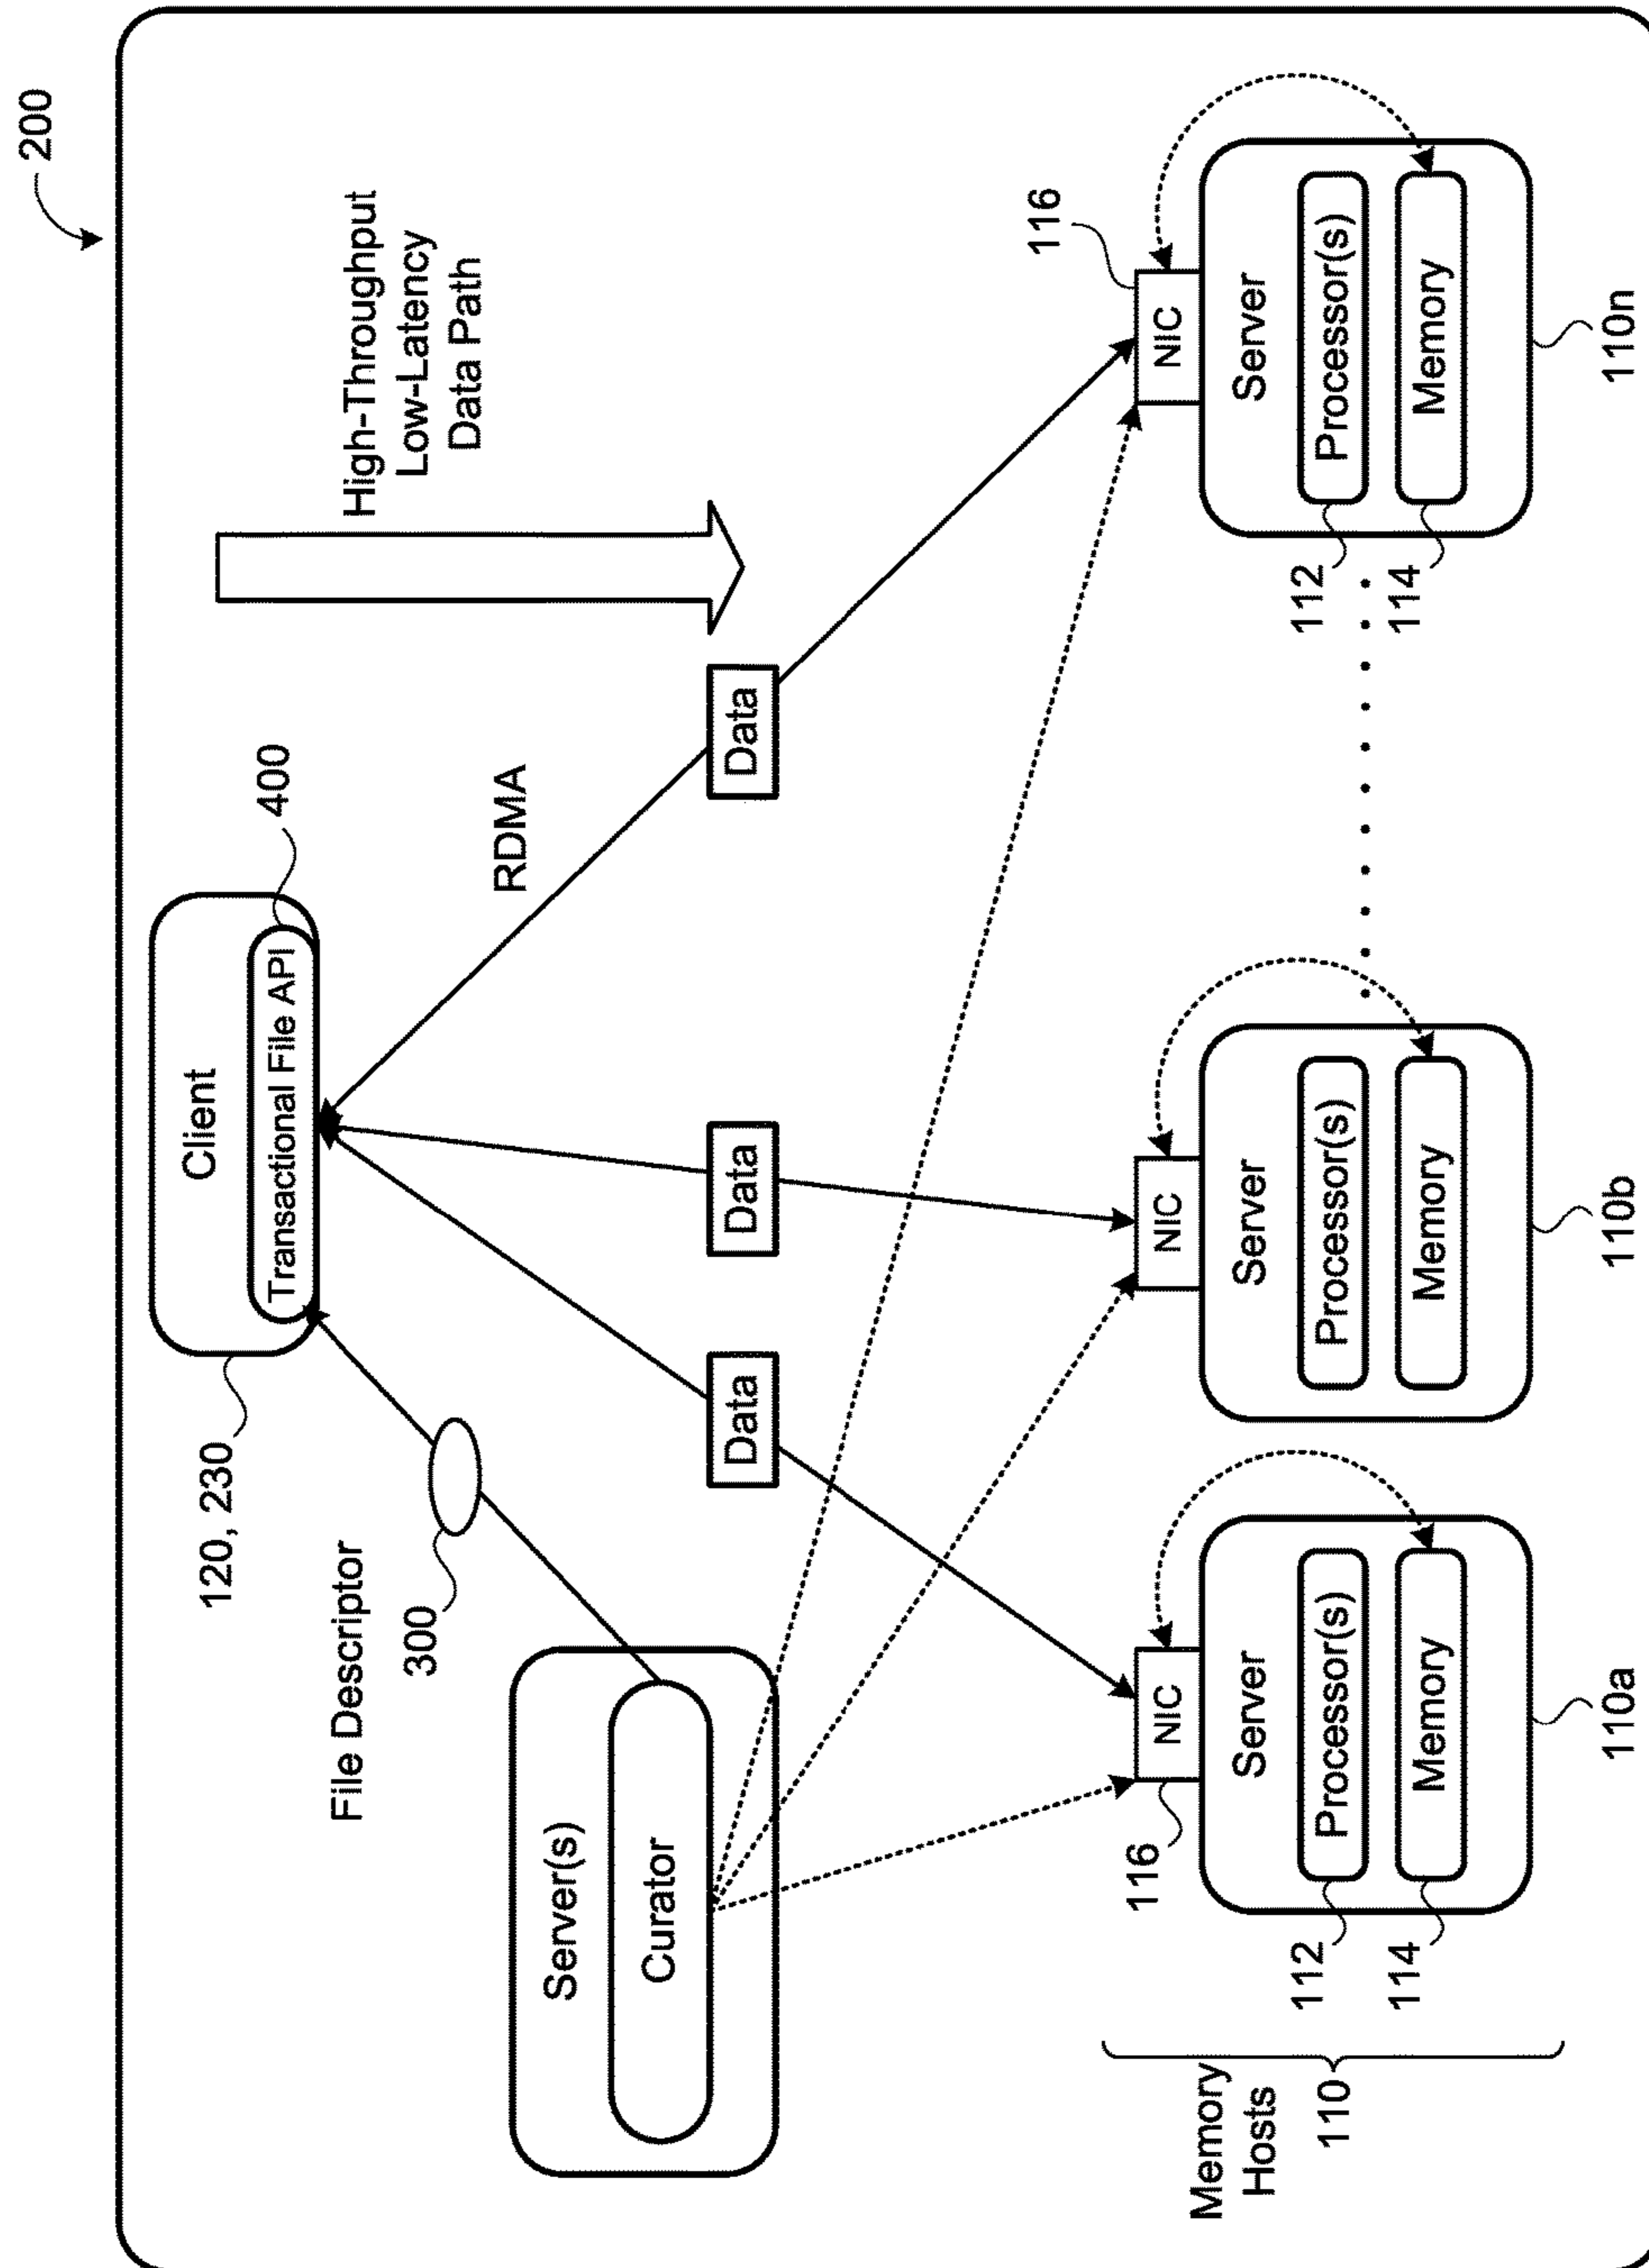 200
Client
Transactional File API
400
120, 230
File Descriptor
300
RDMA
High-Throughput
Low-Latency
Data Path
Server(s)
Curator
Data
Data
Data
Memory
Hosts
110
116
NIC
Server
Processor(s)
Memory
112
114
110a
NIC
Server
Processor(s)
Memory
110b
116
NIC
Server
Processor(s)
Memory
112
114
110n